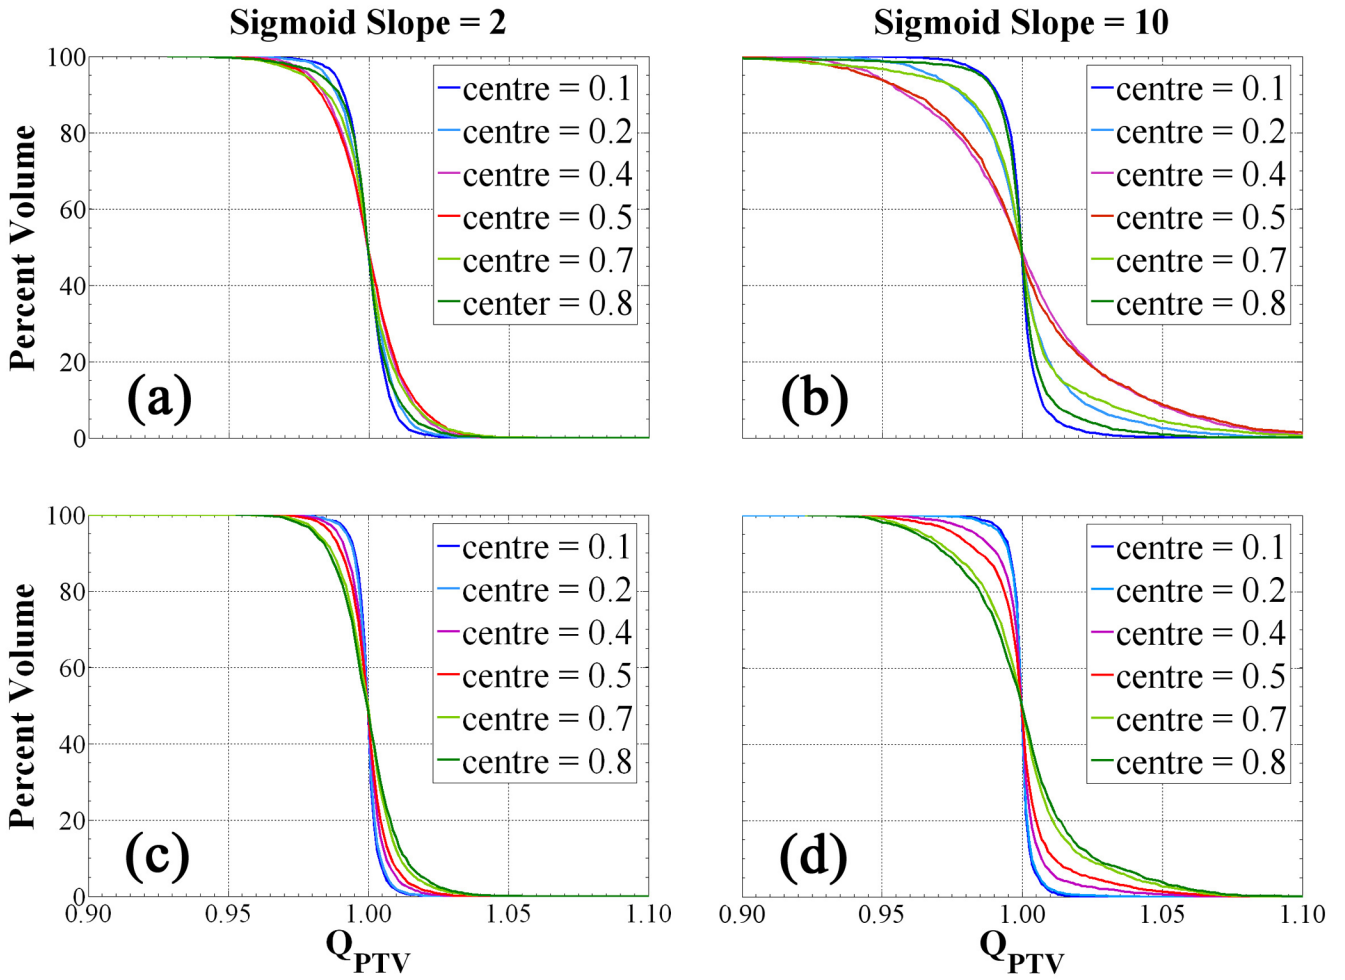 Sigmoid Slope = 2
Sigmoid Slope = 10
Percent Volume
100
80
60
40
20
0
(a)
centre = 0.1
centre = 0.2
centre = 0.4
centre = 0.5
centre = 0.7
center = 0.8
(b)
centre = 0.1
centre = 0.2
centre = 0.4
centre = 0.5
centre = 0.7
centre = 0.8
Percent Volume
100
80
60
40
20
0
(c)
centre = 0.1
centre = 0.2
centre = 0.4
centre = 0.5
centre = 0.7
centre = 0.8
0.90 0.95 1.00 1.05 1.10
QPTV
(d)
centre = 0.1
centre = 0.2
centre = 0.4
centre = 0.5
centre = 0.7
centre = 0.8
0.90 0.95 1.00 1.05 1.10
QPTV